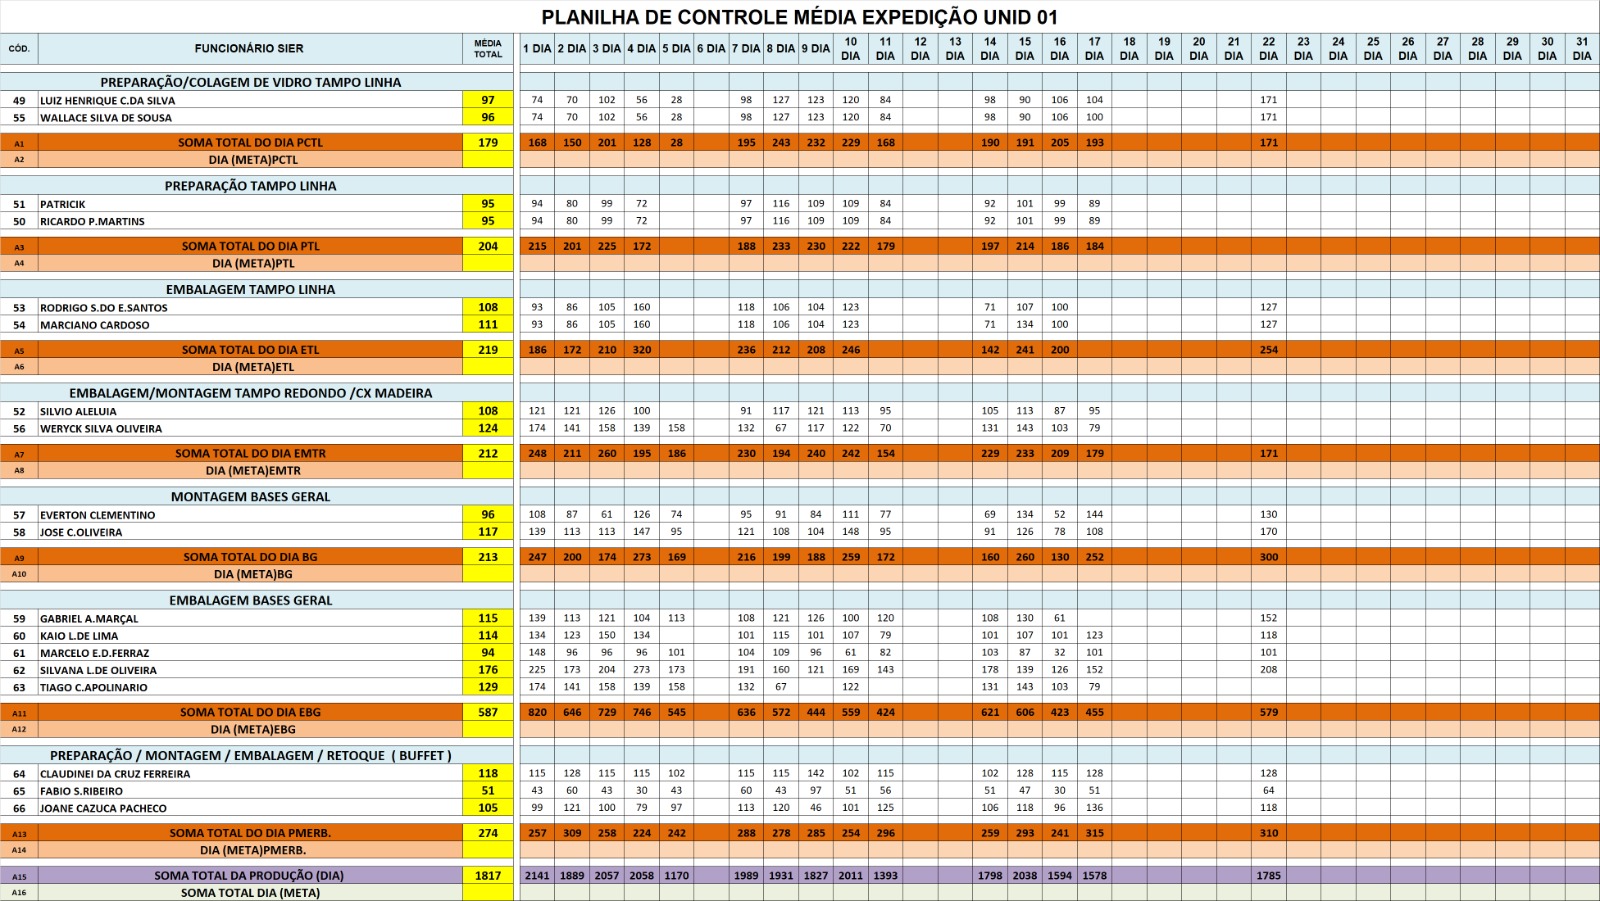 PLANILHA DE CONTROLE MÉDIA EXPEDIÇÃO UNID 01
CÓD. FUNCIONÁRIO SIER MÉDIA TOTAL 1 DIA 2 DIA 3 DIA 4 DIA 5 DIA 6 DIA 7 DIA 8 DIA 9 DIA 10 DIA 11 DIA 12 DIA 13 DIA 14 DIA 15 DIA 16 DIA 17 DIA 18 DIA 19 DIA 20 DIA 21 DIA 22 DIA 23 DIA 24 DIA 25 DIA 26 DIA 27 DIA 28 DIA 29 DIA 30 DIA 31 DIA
PREPARAÇÃO/COLAGEM DE VIDRO TAMPO LINHA
49 LUIZ HENRIQUE C.DA SILVA 97 74 70 102 56 28 98 127 123 120 84 98 90 106 104 171
55 WALLACE SILVA DE SOUSA 96 74 70 102 56 28 98 127 123 120 84 98 90 106 100 171
A1 SOMA TOTAL DO DIA PCTL 179 168 150 201 128 28 195 243 232 229 168 190 191 205 193 171
A2 DIA (META)PCTL
PREPARAÇÃO TAMPO LINHA
51 PATRICIK 95 94 80 99 72 97 116 109 109 84 92 101 99 89
50 RICARDO P.MARTINS 95 94 80 99 72 97 116 109 109 84 92 101 99 89
A3 SOMA TOTAL DO DIA PTL 204 215 201 225 172 188 233 230 222 179 197 214 186 184
A4 DIA (META)PTL
EMBALAGEM TAMPO LINHA
53 RODRIGO S.DO E.SANTOS 108 93 86 105 160 118 106 104 123 71 107 100 127
54 MARCIANO CARDOSO 111 93 86 105 160 118 106 104 123 71 134 100 127
A5 SOMA TOTAL DO DIA ETL 219 186 172 210 320 236 212 208 246 142 241 200 254
A6 DIA (META)ETL
EMBALAGEM/MONTAGEM TAMPO REDONDO /CX MADEIRA
52 SILVIO ALELUIA 108 121 121 126 100 91 117 121 113 95 105 113 87 95
56 WERYCK SILVA OLIVEIRA 124 174 141 158 139 158 132 67 117 122 70 131 143 103 79
A7 SOMA TOTAL DO DIA EMTR 212 248 211 260 195 186 230 194 240 242 154 229 233 209 179 171
A8 DIA (META)EMTR
MONTAGEM BASES GERAL
57 EVERTON CLEMENTINO 96 108 87 61 126 74 95 91 84 111 77 69 134 52 144 130
58 JOSE C.OLIVEIRA 117 139 113 113 147 95 121 108 104 148 95 91 126 78 108 170
A9 SOMA TOTAL DO DIA BG 213 247 200 174 273 169 216 199 188 259 172 160 260 130 252 300
A10 DIA (META)BG
EMBALAGEM BASES GERAL
59 GABRIEL A.MARÇAL 115 139 113 121 104 113 108 121 126 100 120 108 130 61 152
60 KAIO L.DE LIMA 114 134 123 150 134 101 115 101 107 79 101 107 101 123 118
61 MARCELO E.D.FERRAZ 94 148 96 96 96 101 104 109 96 61 82 103 87 32 101 101
62 SILVANA L.DE OLIVEIRA 176 225 173 204 273 173 191 160 121 169 143 178 139 126 152 208
63 TIAGO C.APOLINARIO 129 174 141 158 139 158 132 67 122 131 143 103 79
A11 SOMA TOTAL DO DIA EBG 587 820 646 729 746 545 636 572 444 559 424 621 606 423 455 579
A12 DIA (META)EBG
PREPARAÇÃO / MONTAGEM / EMBALAGEM / RETOQUE ( BUFFET )
64 CLAUDINEI DA CRUZ FERREIRA 118 115 128 115 115 102 115 115 142 102 115 102 128 115 128 128
65 FABIO S.RIBEIRO 51 43 60 43 30 43 60 43 97 51 56 51 47 30 51 64
66 JOANE CAZUCA PACHECO 105 99 121 100 79 97 113 120 46 101 125 106 118 96 136 118
A13 SOMA TOTAL DO DIA PMERB. 274 257 309 258 224 242 288 278 285 254 296 259 293 241 315 310
A14 DIA (META)PMERB.
A15 SOMA TOTAL DA PRODUÇÃO (DIA) 1817 2141 1889 2057 2058 1170 1989 1931 1827 2011 1393 1798 2038 1594 1578 1785
A16 SOMA TOTAL DIA (META)